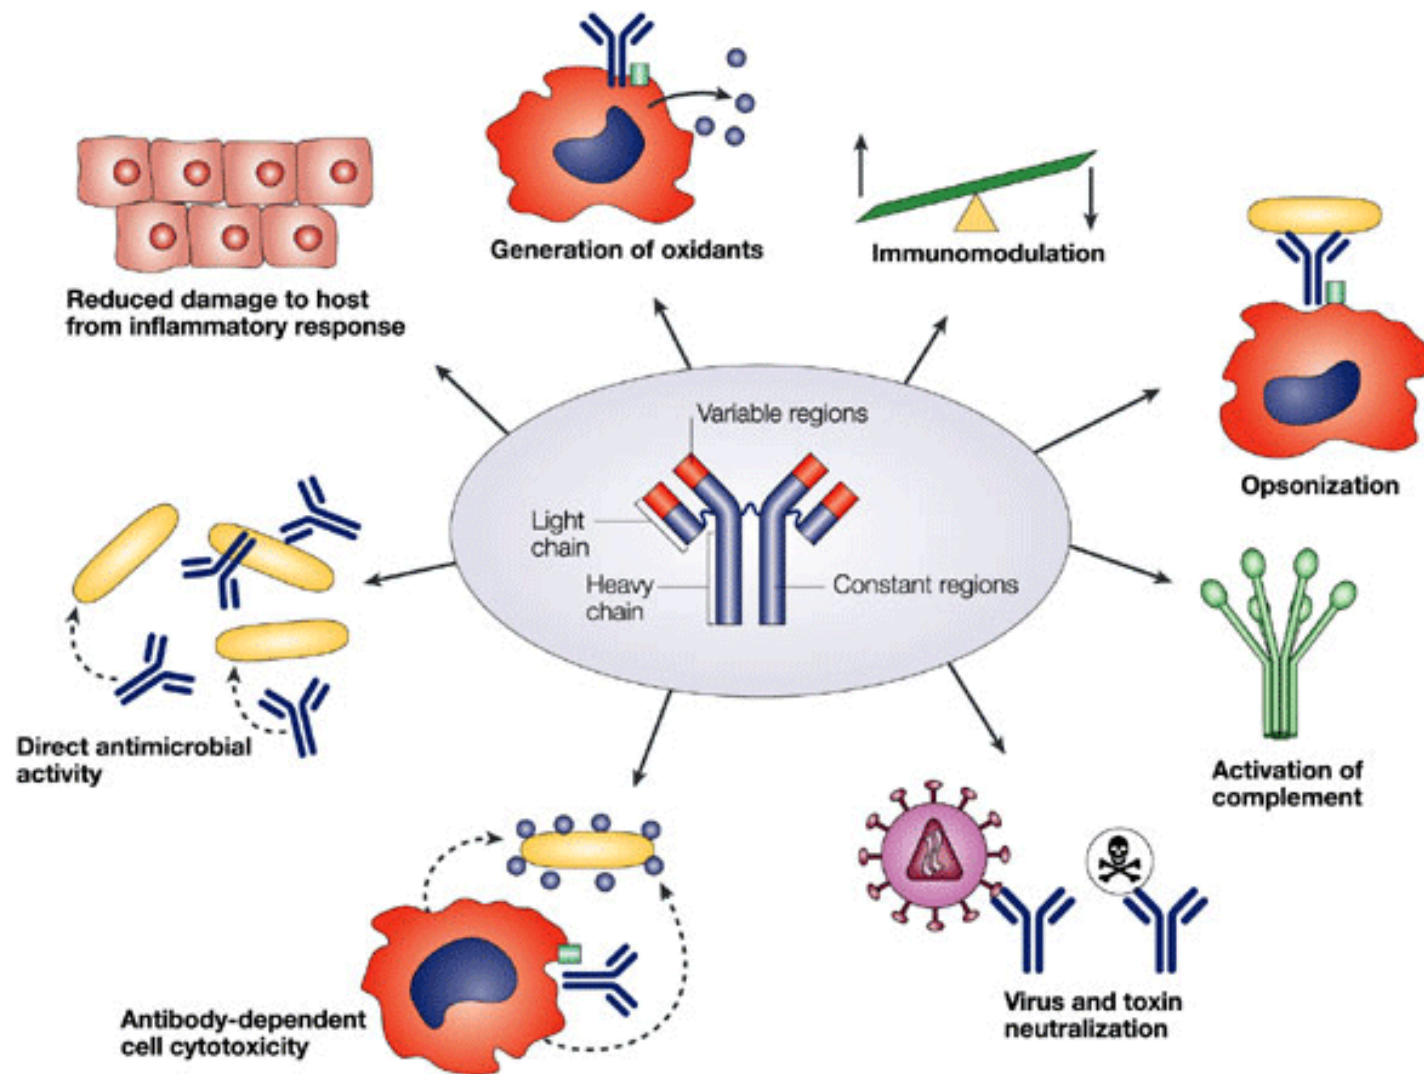 Generation of oxidants
Immunomodulation
Reduced damage to host
from inflammatory response
Opsonization
Variable regions
Light
chain
Heavy
chain
Constant regions
Direct antimicrobial
activity
Activation of
complement
Antibody-dependent
cell cytotoxicity
Virus and toxin
neutralization